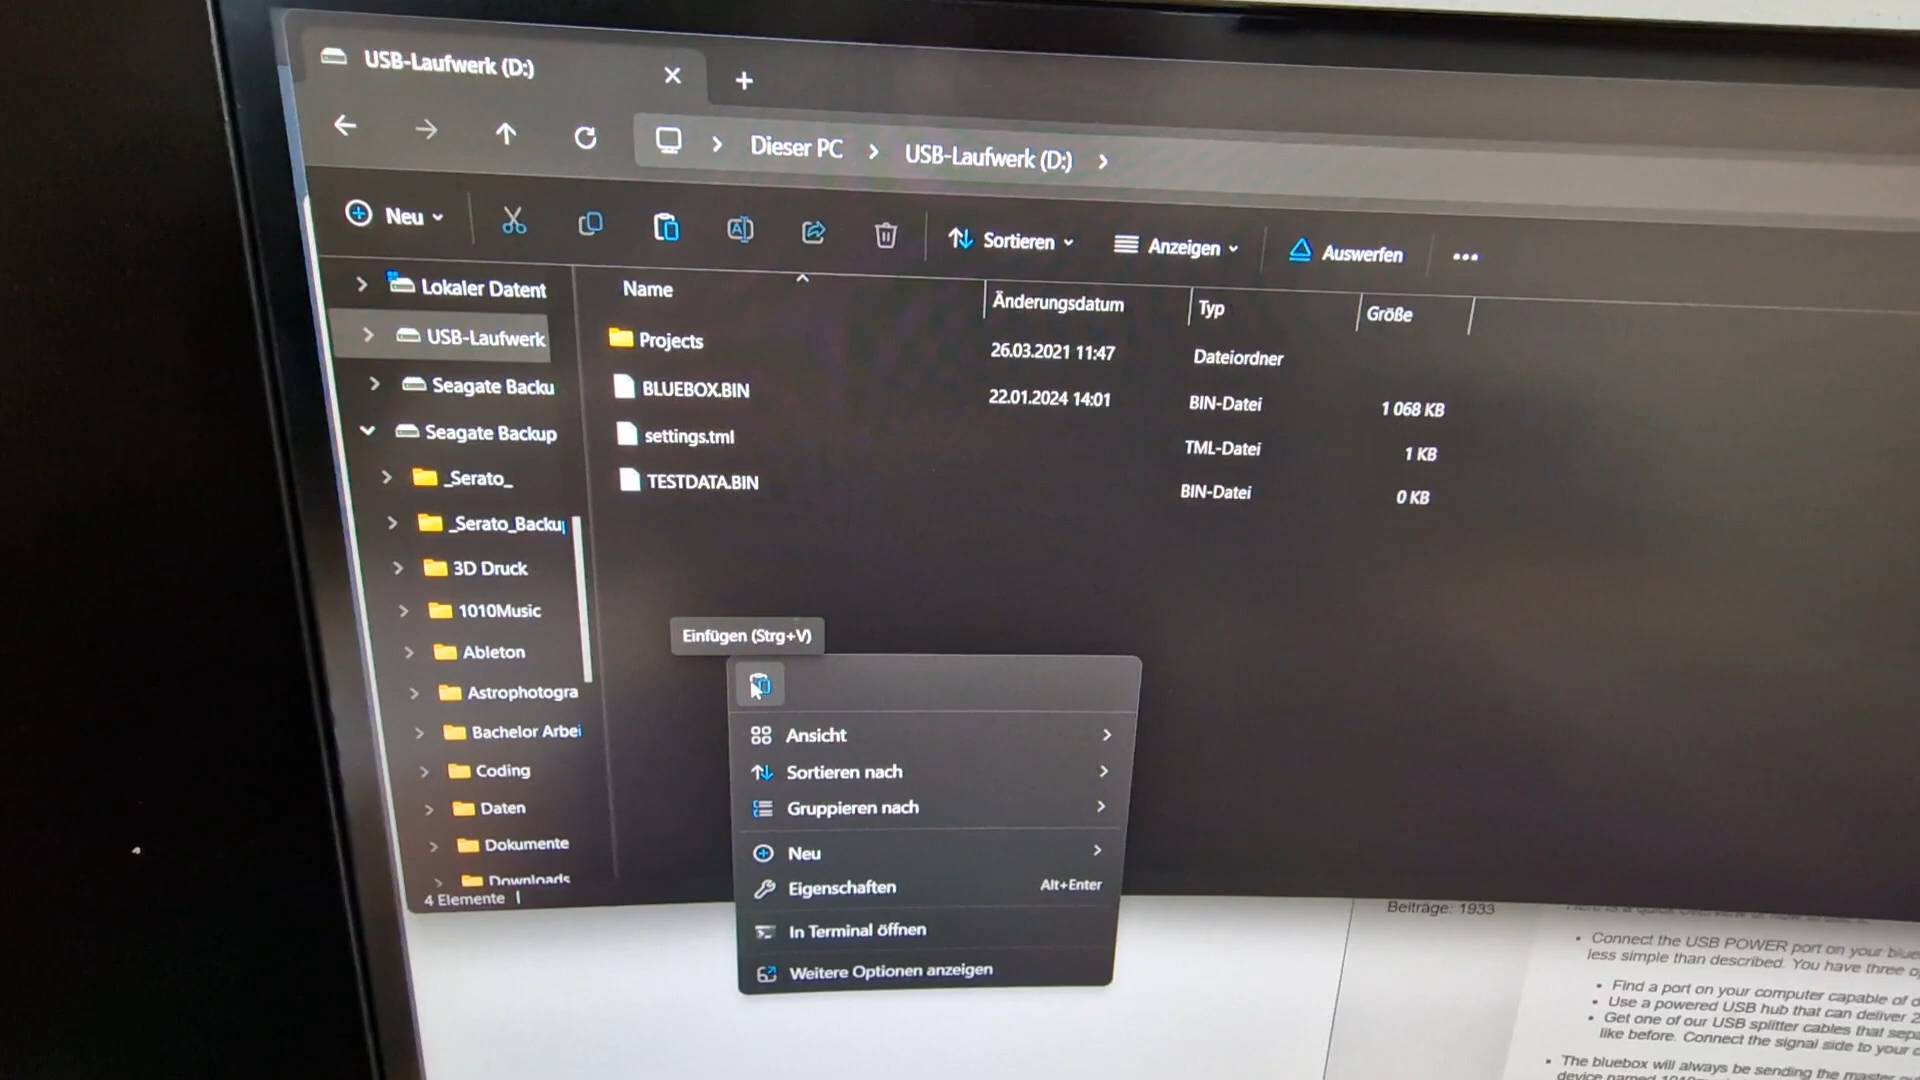 USB-Laufwerk (D:)
Dieser PC > USB-Laufwerk (D:) >
Neu
Sortieren
Anzeigen
Auswerfen
Name
Änderungsdatum
Typ
Größe
Projects 26.03.2021 11:47 Dateiordner
BLUEBOX.BIN 22.01.2024 14:01 BIN-Datei 1 068 KB
settings.tml TML-Datei 1 KB
TESTDATA.BIN BIN-Datei 0 KB
Lokaler Datent
USB-Laufwerk
Seagate Backu
Seagate Backup
_Serato_
_Serato_Backup
3D Druck
1010Music
Ableton
Astrophotogra
Bachelor Arbei
Coding
Daten
Dokumente
Downloads
4 Elemente
Einfügen (Strg+V)
Ansicht
Sortieren nach
Gruppieren nach
Neu
Eigenschaften Alt+Enter
In Terminal öffnen
Weitere Optionen anzeigen
Beiträge: 1933
Connect the USB POWER port on your blue
less simple than described. You have three
Find a port on your computer capable of
Use a powered USB hub that can deliver 2
Get one of our USB splitter cables that sepa
like before. Connect the signal side to your
The bluebox will always be sending the master
device named